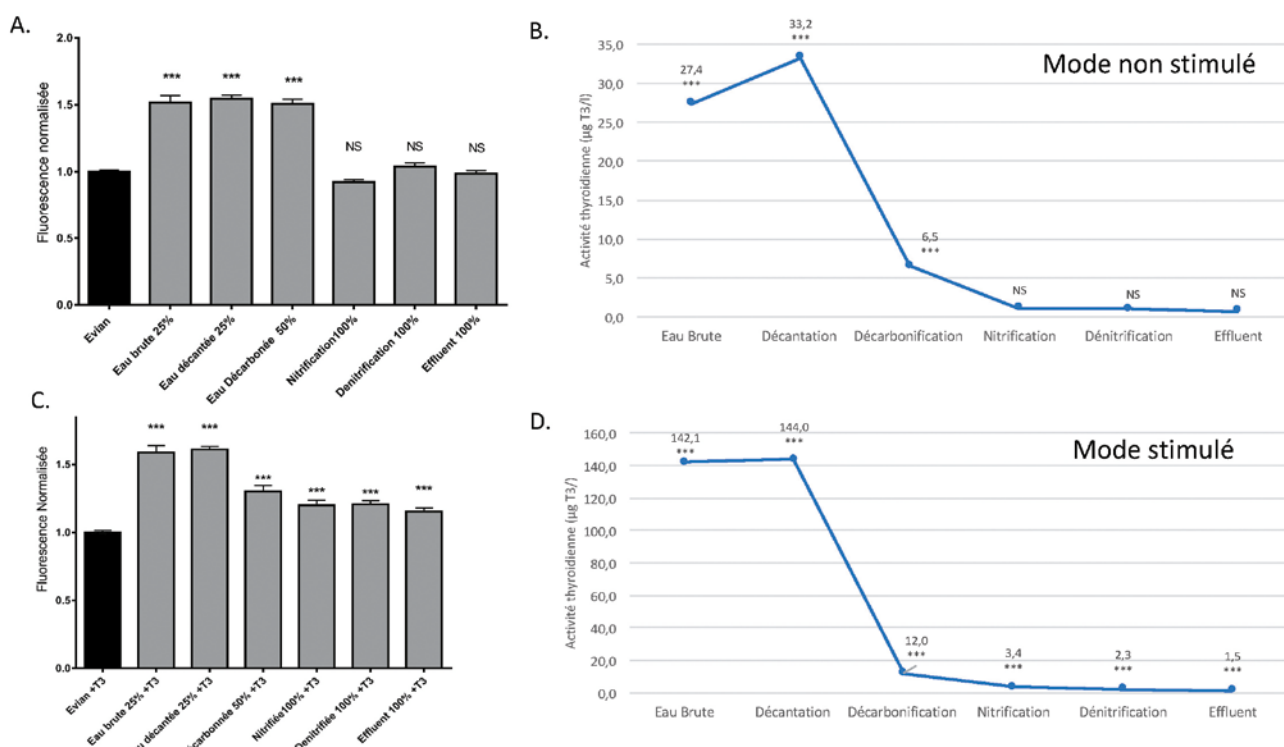 A.
Fluorescence normalisée
2.0
1.5
1.0
0.5
0.0
***
***
***
NS
NS
NS
Evian
Eau brute 25%
Eau décantée 25%
Eau Décarbonée 50%
Nitrification100%
Denitrification 100%
Effluent 100%
B.
Mode non stimulé
Activité thyroidienne (µg T3/l)
35,0
30,0
25,0
20,0
15,0
10,0
5,0
0,0
27,4
***
33,2
***
6,5
***
NS
NS
NS
Eau Brute
Décantation
Décarbonification
Nitrification
Dénitrification
Effluent
C.
Fluorescence Normalisée
1.5
1.0
0.5
0.0
***
***
***
***
***
***
Evian +T3
Eau brute 25% +T3
décantée 25% +T3
50% +T3
Nitrifiée100% +T3
Denitifiée 100% +T3
Effluent 100% +T3
D.
Mode stimulé
Activité thyroidienne (µg T3/)
160,0
140,0
120,0
100,0
80,0
60,0
40,0
20,0
0,0
142,1
***
144,0
***
12,0
***
3,4
***
2,3
***
1,5
***
Eau Brute
Décantation
Décarbonification
Nitrification
Dénitrification
Effluent